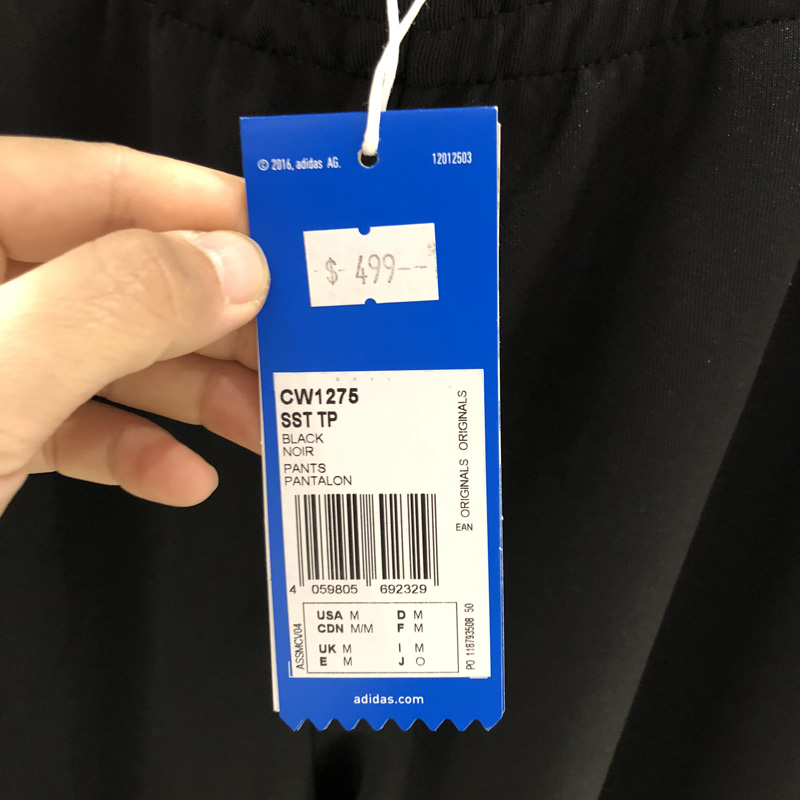 © 2016, adidas AG.
12012503
$ 499--
CW1275
SST TP
BLACK
NOIR
PANTS
PANTALON
ORIGINALS ORIGINALS
EAN
4 059805 692329
ASSMCV04
USA M D M
CDN M/M F M
UK M I M
E M J O
PO 118793508 50
adidas.com